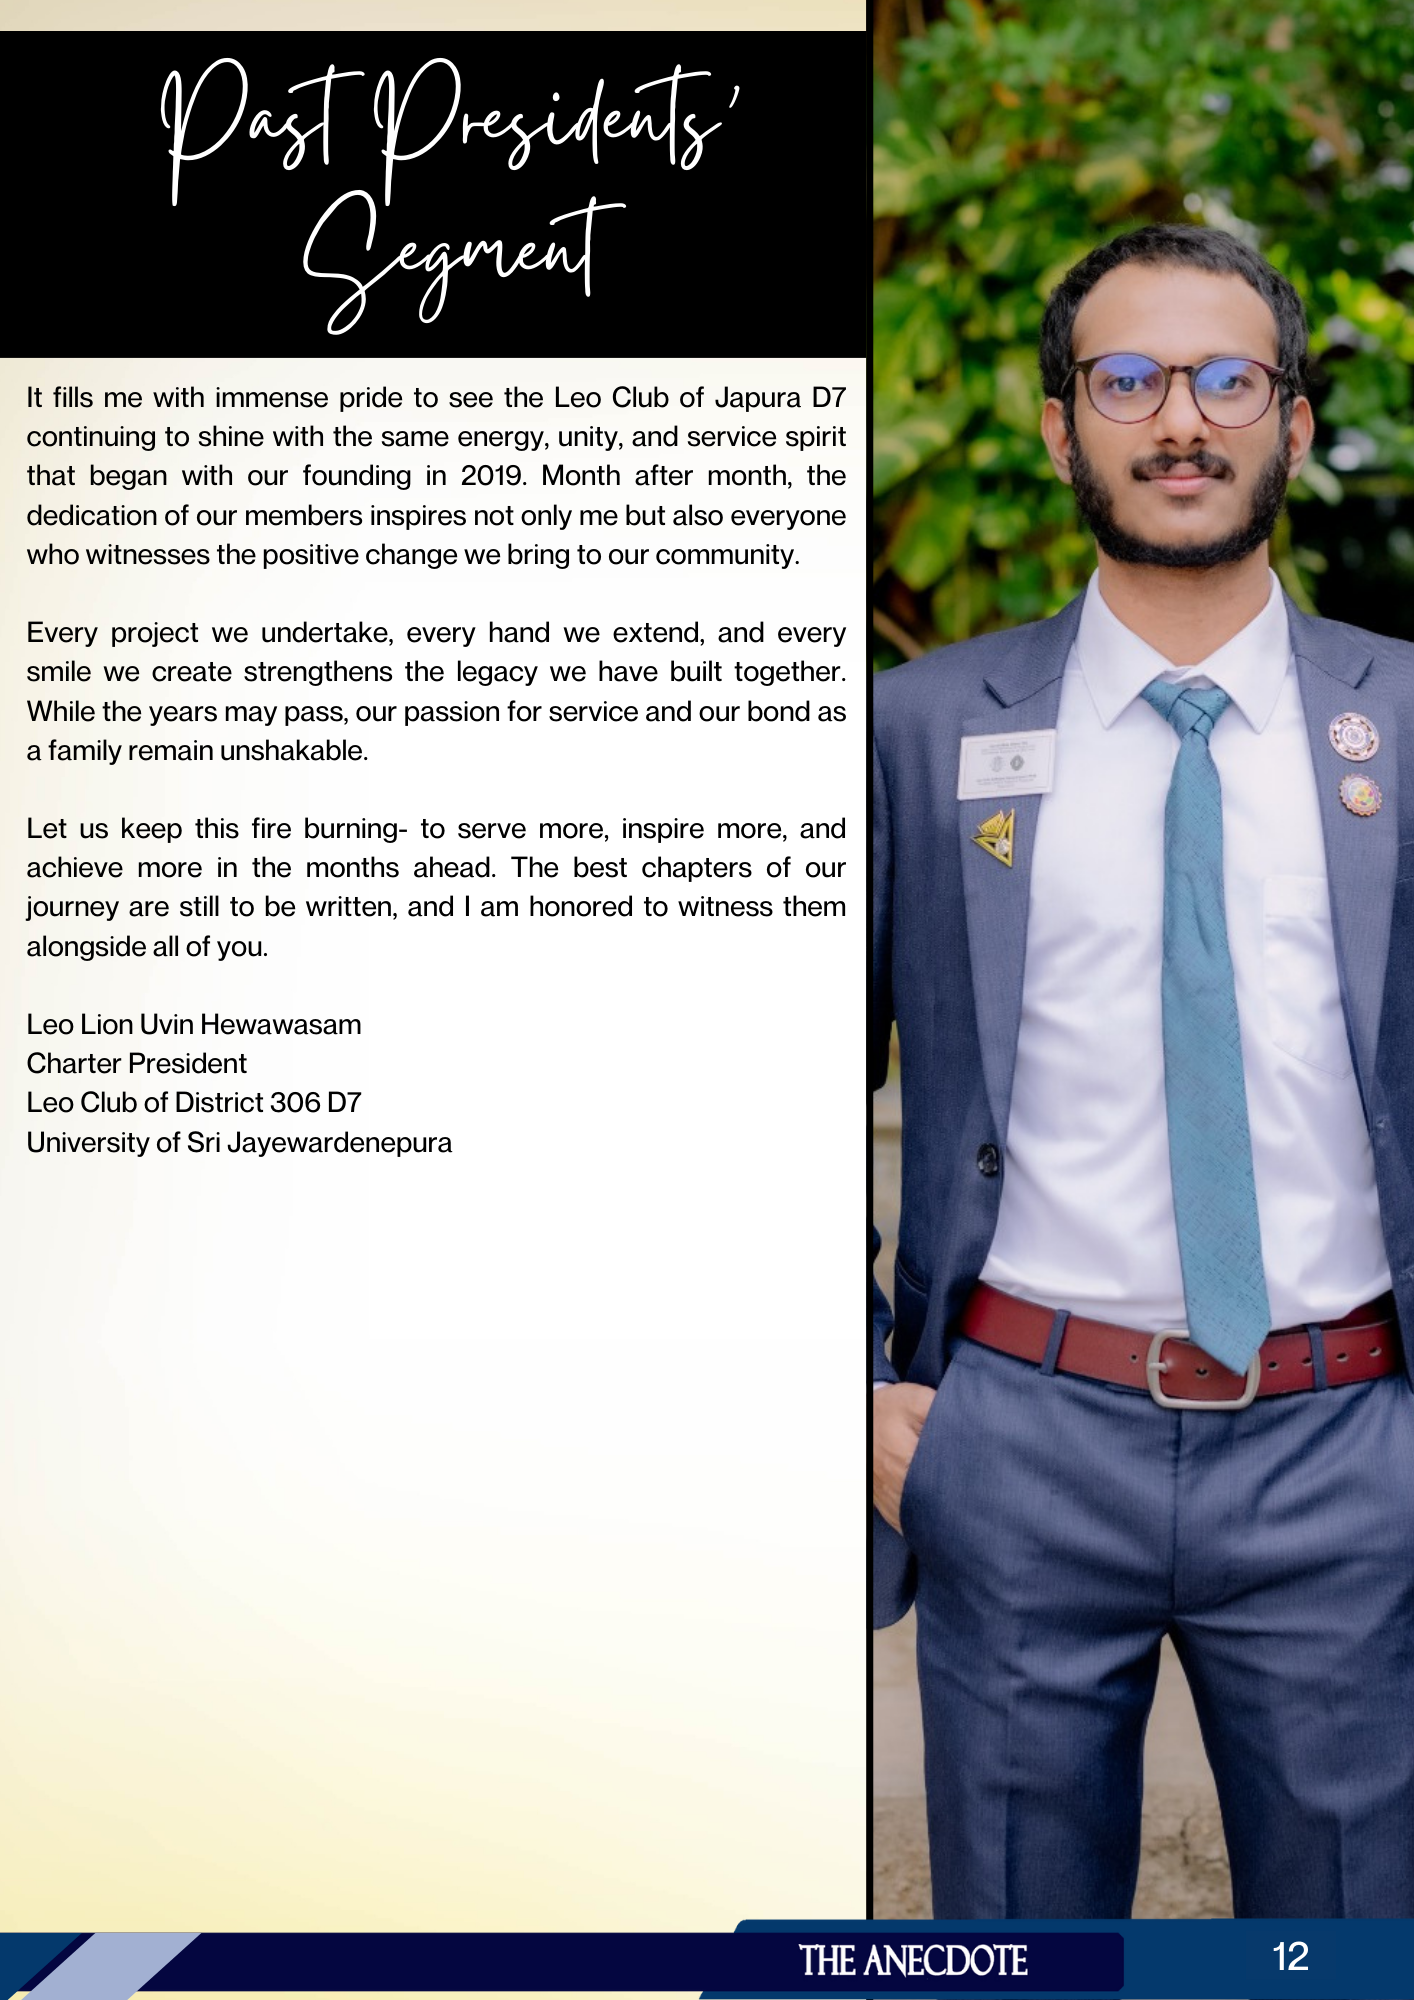 Past Presidents'
Segment
It fills me with immense pride to see the Leo Club of Japura D7
continuing to shine with the same energy, unity, and service spirit
that began with our founding in 2019. Month after month, the
dedication of our members inspires not only me but also everyone
who witnesses the positive change we bring to our community.
Every project we undertake, every hand we extend, and every
smile we create strengthens the legacy we have built together.
While the years may pass, our passion for service and our bond as
a family remain unshakable.
Let us keep this fire burning- to serve more, inspire more, and
achieve more in the months ahead. The best chapters of our
journey are still to be written, and I am honored to witness them
alongside all of you.
Leo Lion Uvin Hewawasam
Charter President
Leo Club of District 306 D7
University of Sri Jayewardenepura
THE ANECDOTE
12